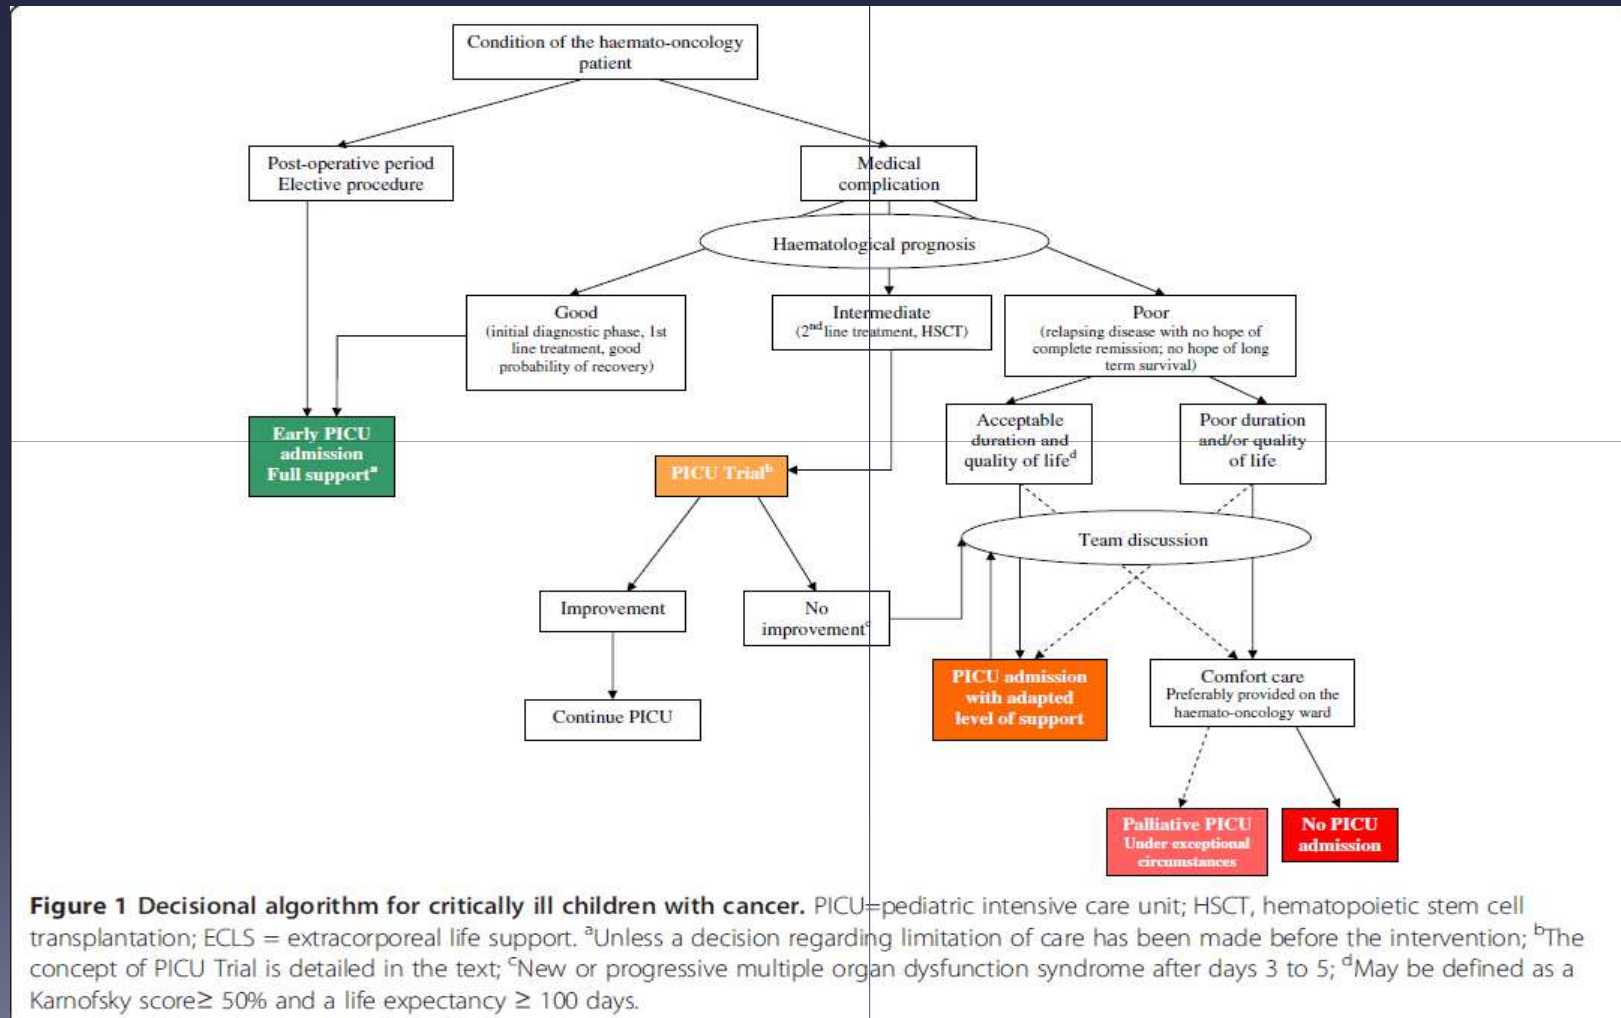 Condition of the haemato-oncology
patient
Post-operative period
Elective procedure
Medical
complication
Haematological prognosis
Good
(initial diagnostic phase, 1st
line treatment, good
probability of recovery)
Intermediate
(2nd line treatment, HSCT)
Poor
(relapsing disease with no hope of
complete remission; no hope of long
term survival)
Early PICU
admission
Full supportª
PICU Trialᵇ
Acceptable
duration and
quality of lifeᵈ
Poor duration
and/or quality
of life
Team discussion
Improvement
No
improvementᶜ
Continue PICU
PICU admission
with adapted
level of support
Comfort care
Preferably provided on the
haemato-oncology ward
Palliative PICU
Under exceptional
circumstances
No PICU
admission
Figure 1 Decisional algorithm for critically ill children with cancer. PICU=pediatric intensive care unit; HSCT, hematopoietic stem cell
transplantation; ECLS = extracorporeal life support. ªUnless a decision regarding limitation of care has been made before the intervention; ᵇThe
concept of PICU Trial is detailed in the text; ᶜNew or progressive multiple organ dysfunction syndrome after days 3 to 5; ᵈMay be defined as a
Karnofsky score≥ 50% and a life expectancy ≥ 100 days.